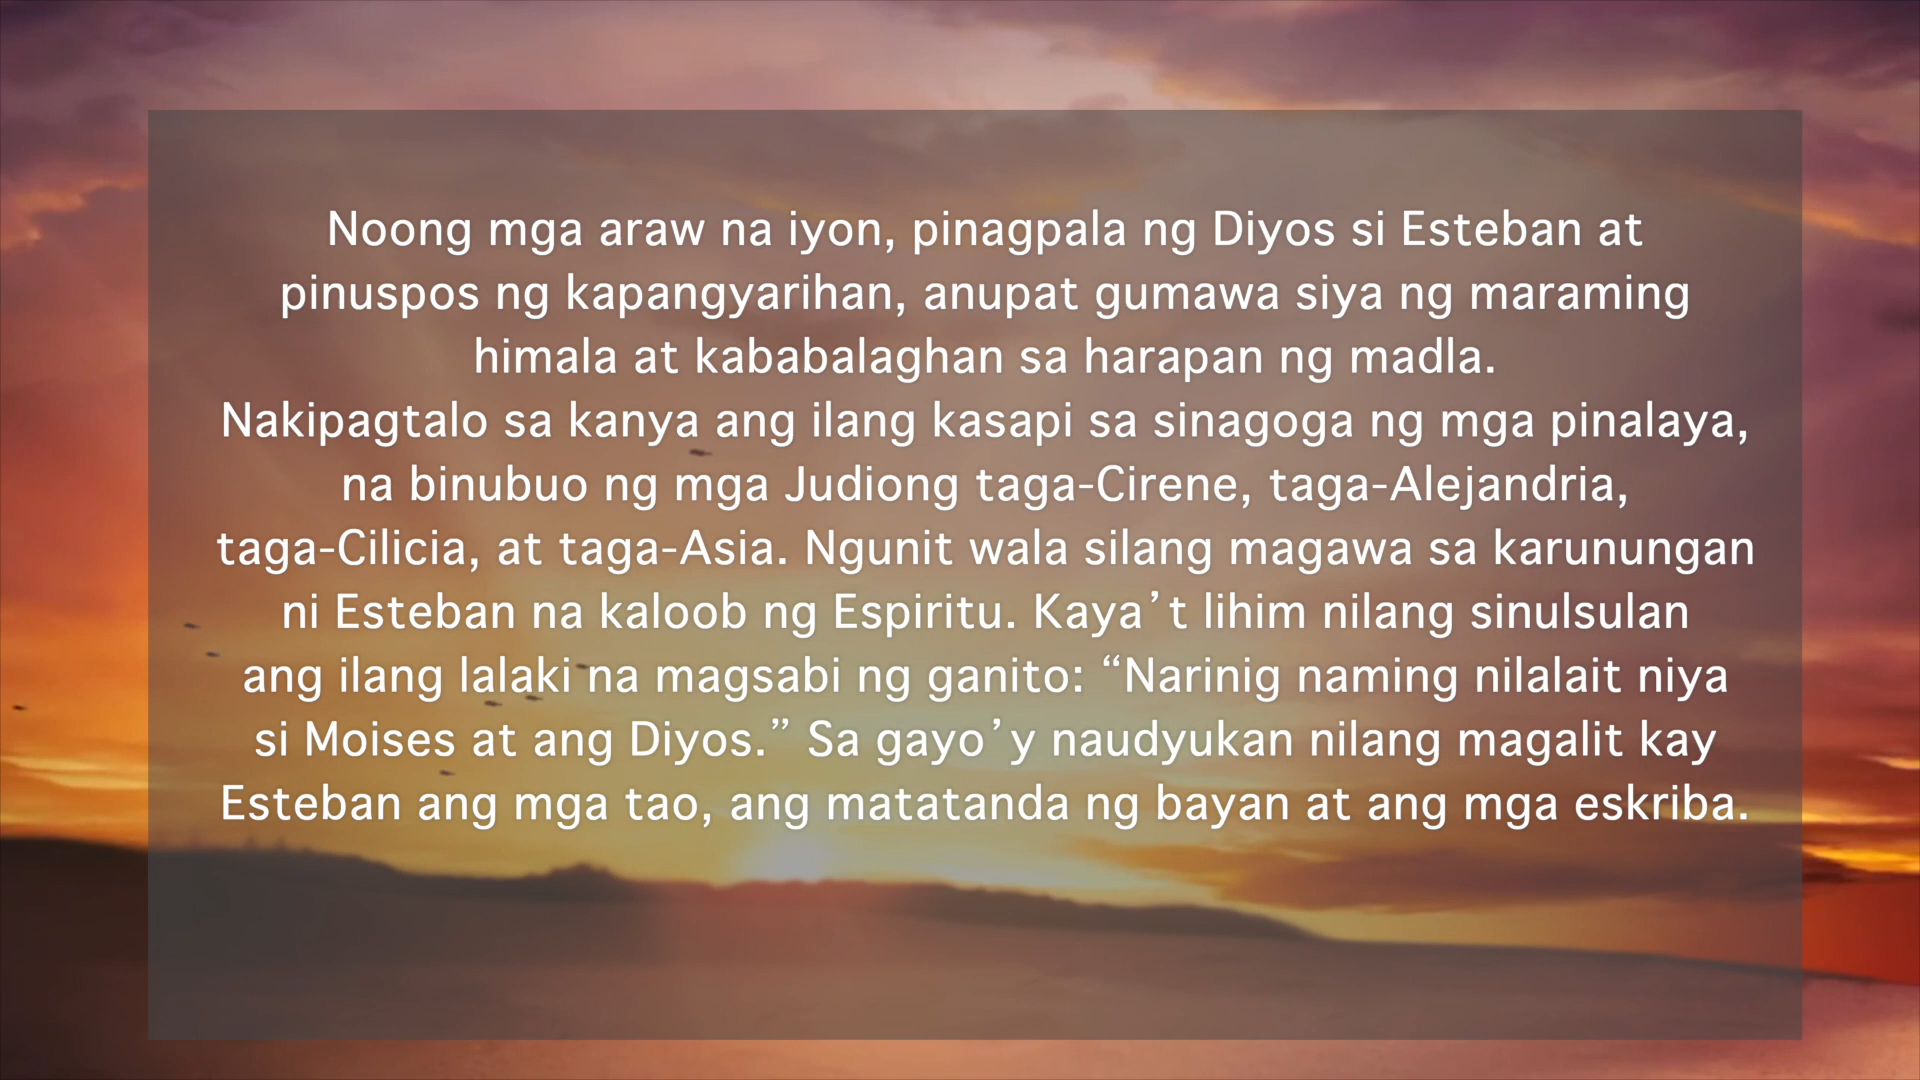 Noong mga araw na iyon, pinagpala ng Diyos si Esteban at
pinuspos ng kapangyarihan, anupat gumawa siya ng maraming
himala at kababalaghan sa harapan ng madla.
Nakipagtalo sa kanya ang ilang kasapi sa sinagoga ng mga pinalaya,
na binubuo ng mga Judiong taga-Cirene, taga-Alejandria,
taga-Cilicia, at taga-Asia. Ngunit wala silang magawa sa karunungan
ni Esteban na kaloob ng Espiritu. Kaya’t lihim nilang sinulsulan
ang ilang lalaki na magsabi ng ganito: “Narinig naming nilalait niya
si Moises at ang Diyos.” Sa gayo’y naudyukan nilang magalit kay
Esteban ang mga tao, ang matatanda ng bayan at ang mga eskriba.